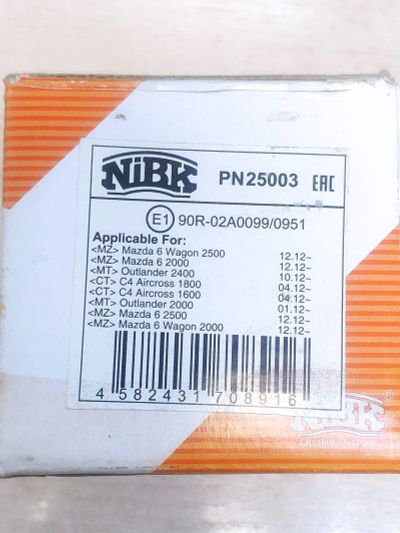 NiBK PN25003 EAC
E1 90R-02A0099/0951
Applicable For:
<MZ> Mazda 6 Wagon 2500 12.12~
<MZ> Mazda 6 2000 12.12~
<MT> Outlander 2400 10.12~
<CT> C4 Aircross 1800 04.12~
<CT> C4 Aircross 1600 04.12~
<MT> Outlander 2000 01.12~
<MZ> Mazda 6 2500 12.12~
<MZ> Mazda 6 Wagon 2000 12.12~
4 582431 708916
NiBK ®
Quality System